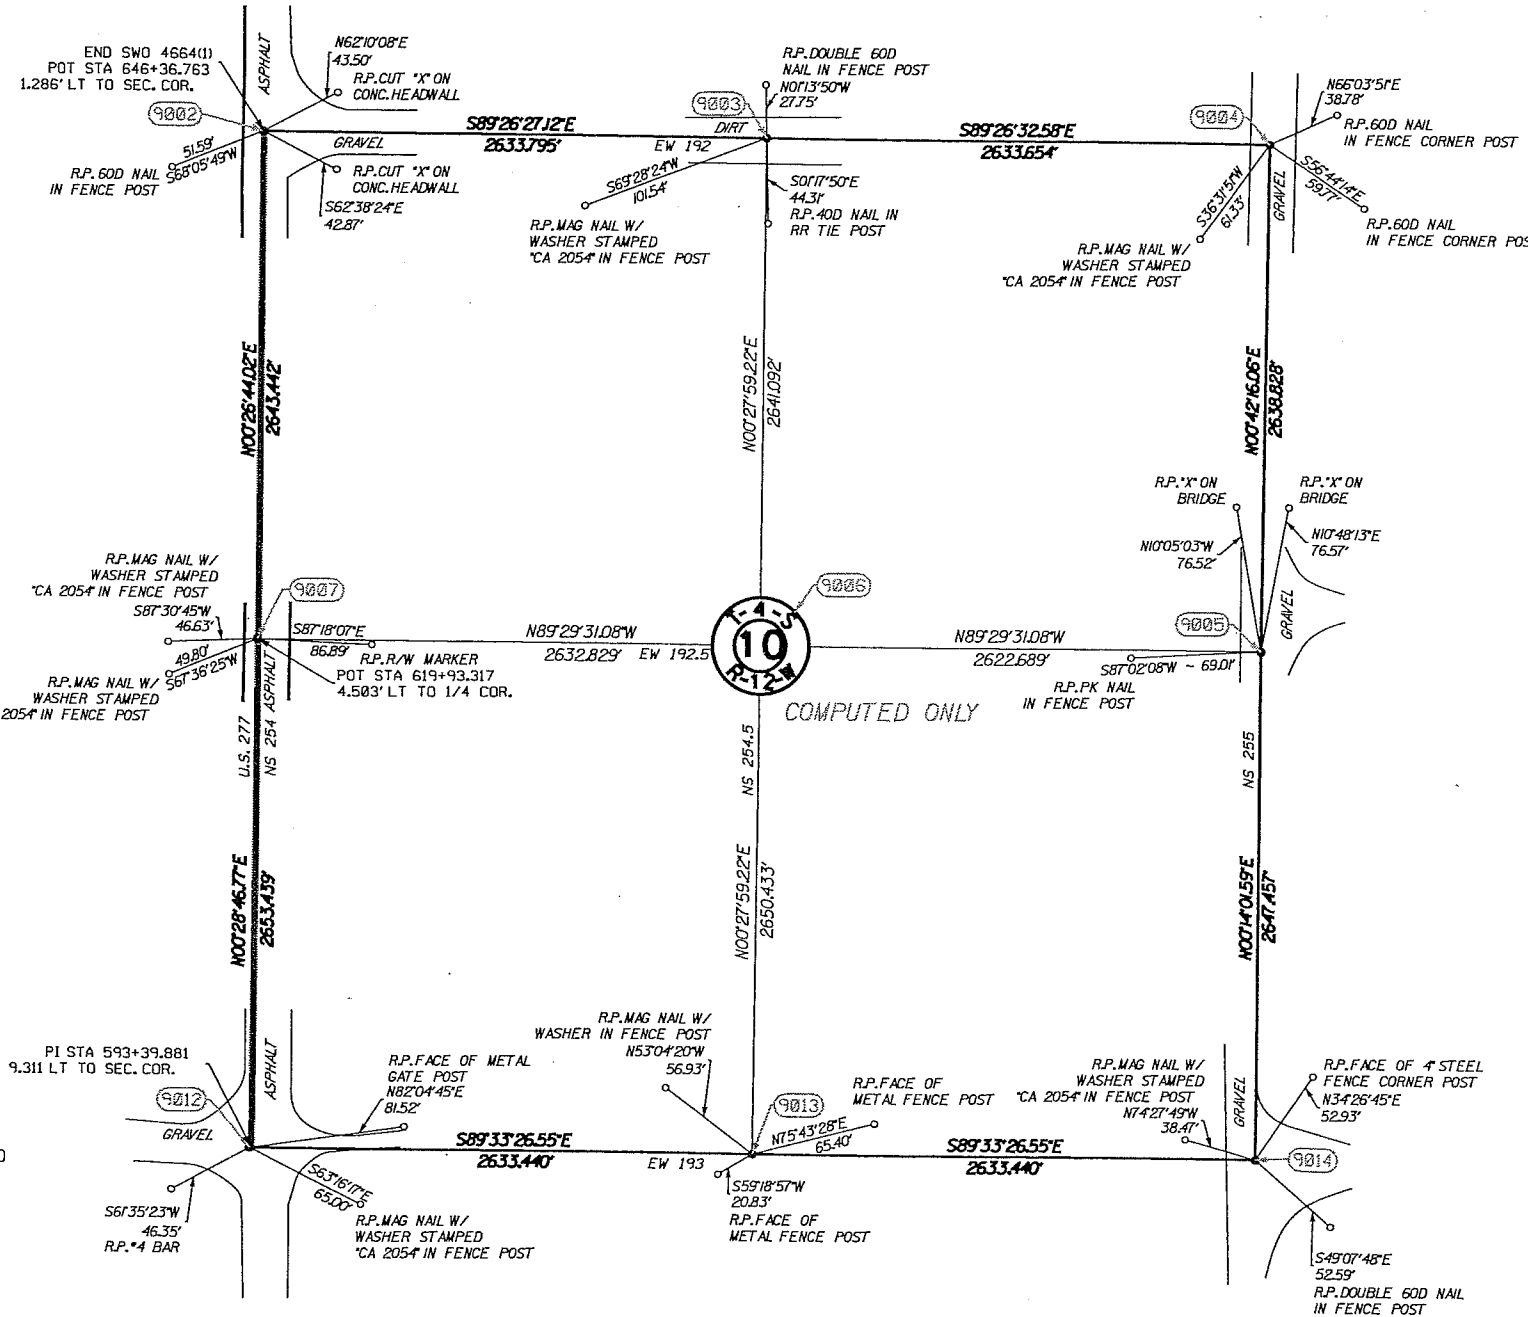 END SWO 4664(1)
POT STA 646+36.763
1.286' LT TO SEC. COR.
9002
ASPHALT
N62°10'08"E
43.50'
R.P. CUT "X" ON
CONC. HEADWALL
51.59'
S68°05'49"W
R.P. 60D NAIL
IN FENCE POST
GRAVEL
R.P. CUT "X" ON
CONC. HEADWALL
S62°38'24"E
42.87'
S89°26'27.12"E
2633.795'
R.P. DOUBLE 60D
NAIL IN FENCE POST
N01°13'50"W
27.75'
9003
DIRT
EW 192
S69°28'24"W
101.54'
R.P. MAG NAIL W/
WASHER STAMPED
"CA 2054" IN FENCE POST
S01°17'50"E
44.31'
R.P. 40D NAIL IN
RR TIE POST
S89°26'32.58"E
2633.654'
9004
N66°03'51"E
38.78'
R.P. 60D NAIL
IN FENCE CORNER POST
S36°31'51"W
61.33'
GRAVEL
S55°44'14"E
59.77'
R.P. 60D NAIL
IN FENCE CORNER POS
R.P. MAG NAIL W/
WASHER STAMPED
"CA 2054" IN FENCE POST
N00°26'44.02"E
2643.442'
N00°27'59.22"E
2641.092'
N00°42'16.06"E
2638.828'
R.P. "X" ON
BRIDGE
R.P. "X" ON
BRIDGE
N10°05'03"W
76.52'
N10°48'13"E
76.57'
R.P. MAG NAIL W/
WASHER STAMPED
"CA 2054" IN FENCE POST
S87°30'45"W
46.63'
9007
S87°18'07"E
86.89'
49.80'
S67°36'25"W
R.P. R/W MARKER
POT STA 619+93.317
4.503' LT TO 1/4 COR.
R.P. MAG NAIL W/
WASHER STAMPED
2054" IN FENCE POST
N89°29'31.08"W
2632.829'
EW 192.5
9006
T-4-S
10
R-12-W
COMPUTED ONLY
N89°29'31.08"W
2622.689'
9005
GRAVEL
S87°02'08"W ~ 69.01'
R.P. PK NAIL
IN FENCE POST
U.S. 277
NS 254 ASPHALT
NS 254.5
NS 255
N00°28'46.77"E
2653.439'
N00°27'59.22"E
2650.433'
N00°14'01.59"E
2647.457'
PI STA 593+39.881
9.311 LT TO SEC. COR.
9012
ASPHALT
GRAVEL
R.P. FACE OF METAL
GATE POST
N82°04'45"E
81.52'
S63°16'17"E
65.00'
R.P. MAG NAIL W/
WASHER STAMPED
"CA 2054" IN FENCE POST
S61°35'23"W
46.35'
R.P. #4 BAR
S89°33'26.55"E
2633.440'
EW 193
R.P. MAG NAIL W/
WASHER IN FENCE POST
N53°04'20"W
56.93'
9013
R.P. FACE OF
METAL FENCE POST
N75°43'28"E
65.40'
S59°18'57"W
20.83'
R.P. FACE OF
METAL FENCE POST
S89°33'26.55"E
2633.440'
R.P. MAG NAIL W/
WASHER STAMPED
"CA 2054" IN FENCE POST
N74°27'49"W
38.47'
GRAVEL
R.P. FACE OF 4" STEEL
FENCE CORNER POST
N34°26'45"E
52.93'
9014
S49°07'48"E
52.59'
R.P. DOUBLE 60D NAIL
IN FENCE POST